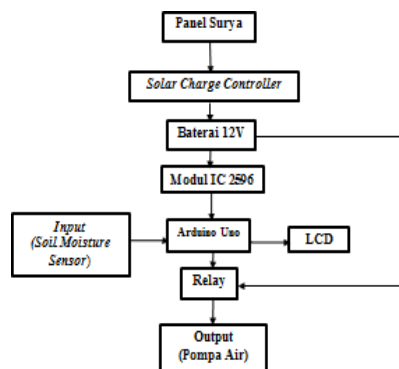 Panel Surya
Solar Charge Controller
Baterai 12V
Modul IC 2596
Input
(Soil Moisture
Sensor)
Arduino Uno
LCD
Relay
Output
(Pompa Air)